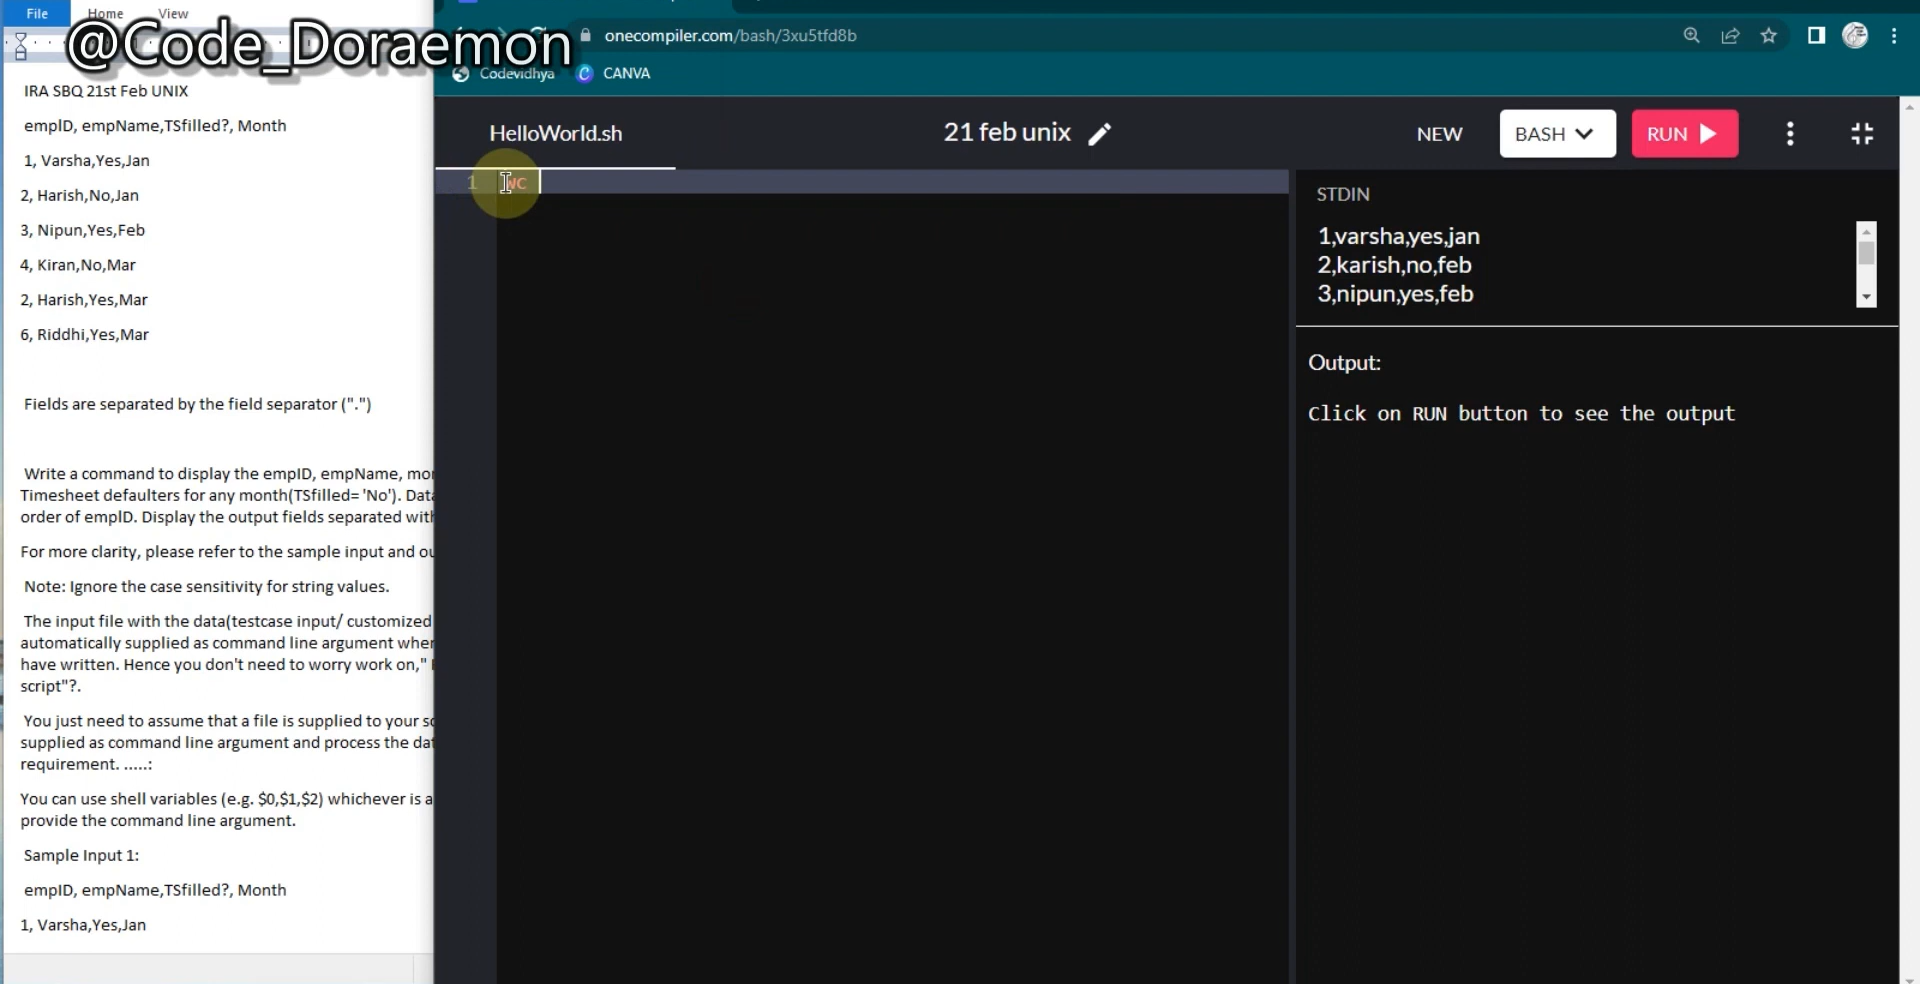 File Home View
@Code_Doraemon
IRA SBQ 21st Feb UNIX
empID, empName,TSfilled?, Month
1, Varsha,Yes,Jan
2, Harish,No,Jan
3, Nipun,Yes,Feb
4, Kiran,No,Mar
2, Harish,Yes,Mar
6, Riddhi,Yes,Mar
Fields are separated by the field separator (".")
Write a command to display the empID, empName,
Timesheet defaulters for any month(TSfilled= 'No').
order of empID. Display the output fields separated
For more clarity, please refer to the sample input and
Note: Ignore the case sensitivity for string values.
The input file with the data(testcase input/ customized
automatically supplied as command line argument
have written. Hence you don't need to worry work on,"
script"?.
You just need to assume that a file is supplied to your
supplied as command line argument and process the
requirement. .....:
You can use shell variables (e.g. $0,$1,$2) whichever is a
provide the command line argument.
Sample Input 1:
empID, empName,TSfilled?, Month
1, Varsha,Yes,Jan
onecompiler.com/bash/3xu5tfd8b
Codevidhya CANVA
HelloWorld.sh 21 feb unix NEW BASH RUN
1 wc
STDIN
1,varsha,yes,jan
2,karish,no,feb
3,nipun,yes,feb
Output:
Click on RUN button to see the output